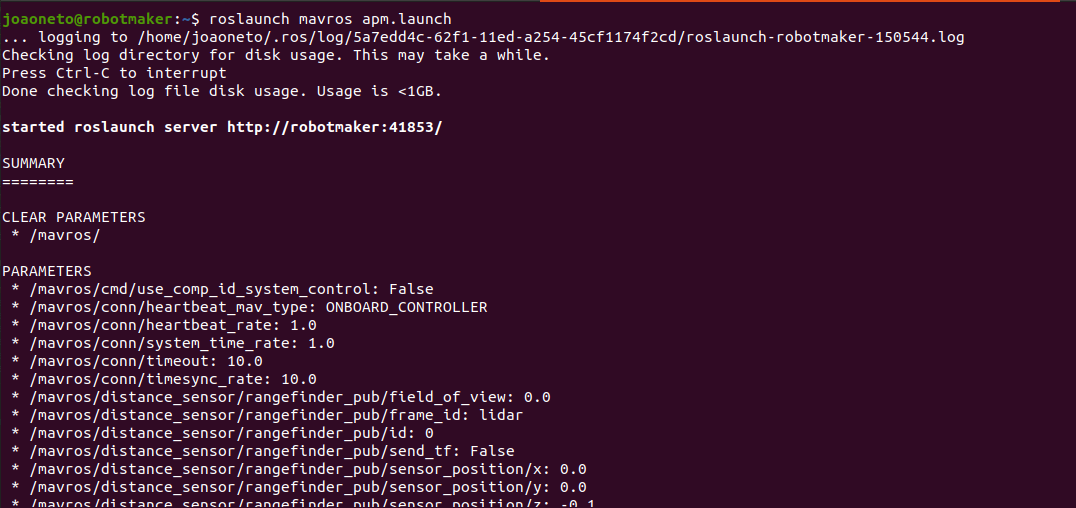 joaoneto@robotmaker:~$ roslaunch mavros apm.launch
... logging to /home/joaoneto/.ros/log/5a7edd4c-62f1-11ed-a254-45cf1174f2cd/roslaunch-robotmaker-150544.log
Checking log directory for disk usage. This may take a while.
Press Ctrl-C to interrupt
Done checking log file disk usage. Usage is <1GB.
started roslaunch server http://robotmaker:41853/
SUMMARY
========
CLEAR PARAMETERS
* /mavros/
PARAMETERS
* /mavros/cmd/use_comp_id_system_control: False
* /mavros/conn/heartbeat_mav_type: ONBOARD_CONTROLLER
* /mavros/conn/heartbeat_rate: 1.0
* /mavros/conn/system_time_rate: 1.0
* /mavros/conn/timeout: 10.0
* /mavros/conn/timesync_rate: 10.0
* /mavros/distance_sensor/rangefinder_pub/field_of_view: 0.0
* /mavros/distance_sensor/rangefinder_pub/frame_id: lidar
* /mavros/distance_sensor/rangefinder_pub/id: 0
* /mavros/distance_sensor/rangefinder_pub/send_tf: False
* /mavros/distance_sensor/rangefinder_pub/sensor_position/x: 0.0
* /mavros/distance_sensor/rangefinder_pub/sensor_position/y: 0.0
* /mavros/distance_sensor/rangefinder_pub/sensor_position/z: -0.1